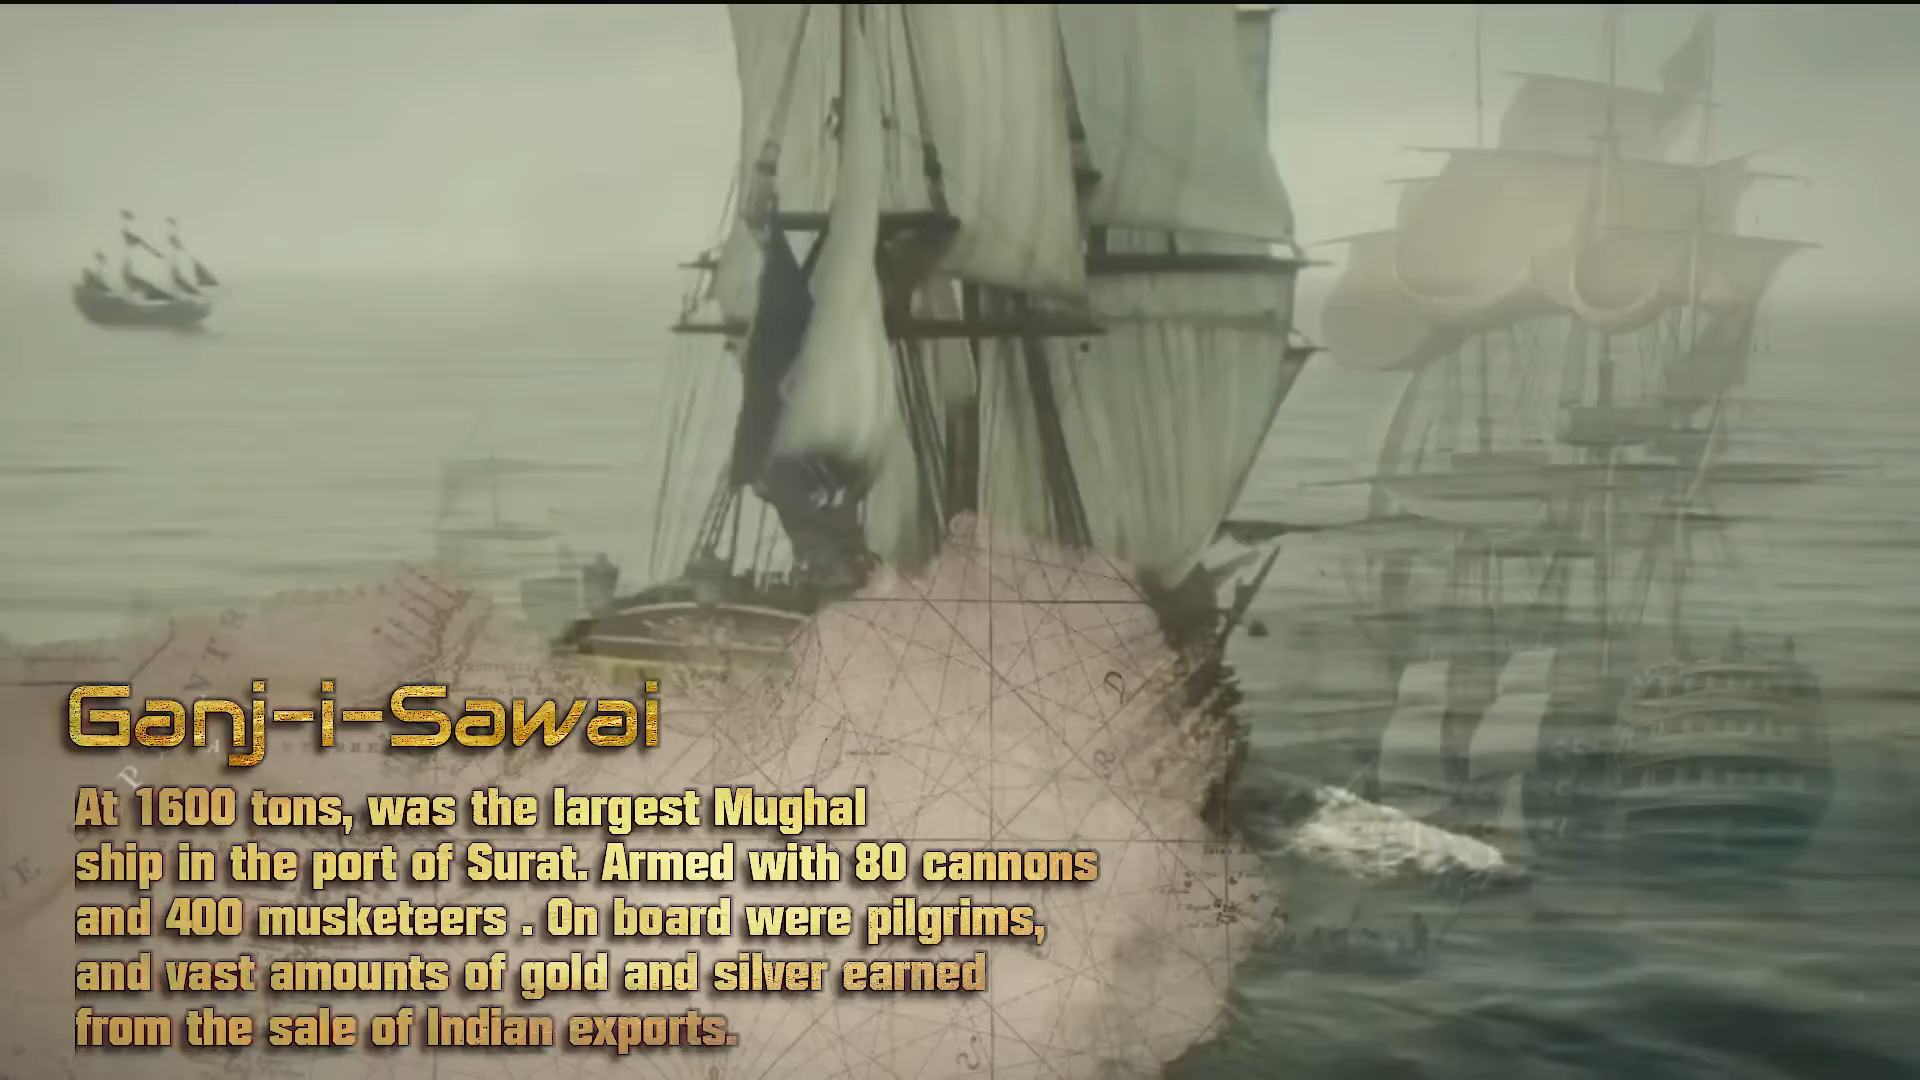 Ganj-i-Sawai
At 1600 tons, was the largest Mughal
ship in the port of Surat. Armed with 80 cannons
and 400 musketeers . On board were pilgrims,
and vast amounts of gold and silver earned
from the sale of Indian exports.